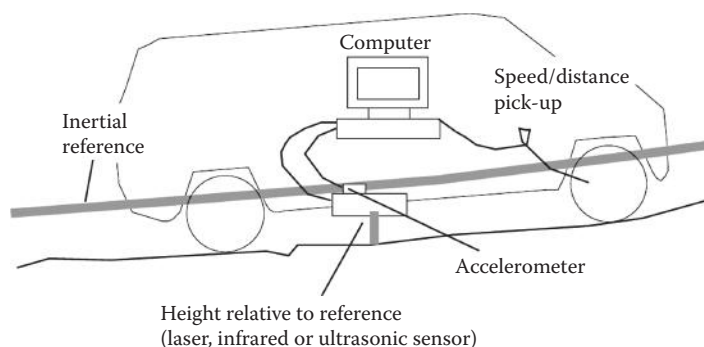 Computer
Speed/distance
pick-up
Inertial
reference
Accelerometer
Height relative to reference
(laser, infrared or ultrasonic sensor)